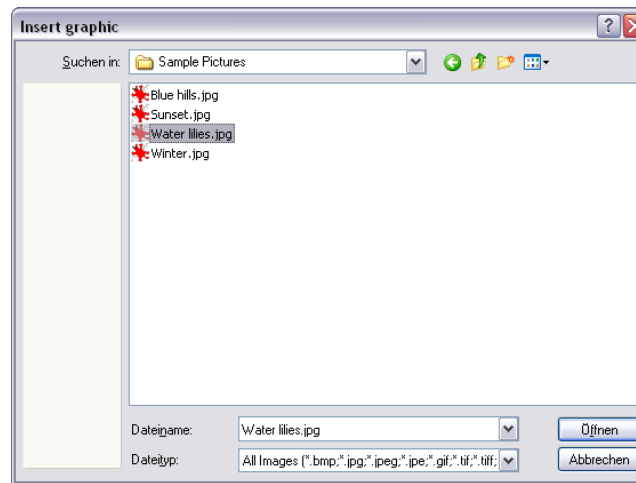 Insert graphic
Suchen in: Sample Pictures
Blue hills.jpg
Sunset.jpg
Water lilies.jpg
Winter.jpg
Dateiname: Water lilies.jpg Öffnen
Dateityp: All Images (*.bmp;*.jpg;*.jpeg;*.jpe;*.gif;*.tif;*.tiff; Abbrechen